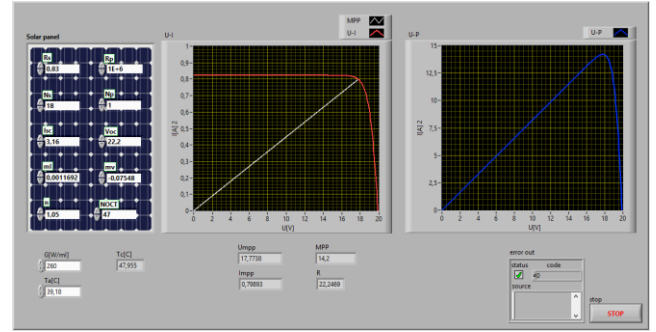 Solar panel
Rs
0,83
Rp
1E+6
Ns
18
Np
1
Isc
3,16
Voc
22,2
mI
0,0011692
mv
-0,07548
n
1,05
NOCT
47
G[W/ml]
260
Tc[C]
47,955
Ta[C]
39,18
U-I
MPP
U-I
I[A] 2
1-
0,9-
0,8-
0,7-
0,6-
0,5-
0,4-
0,3-
0,2-
0,1-
0-
0 2 4 6 8 10 12 14 16 18 20
U[V]
U-P
U-P
I[A] 2
15-
12,5-
10-
7,5-
5-
2,5-
0-
0 2 4 6 8 10 12 14 16 18 20
U[V]
Umpp
17,7738
MPP
14,2
Impp
0,79893
R
22,2469
error out
status code
source
stop
STOP